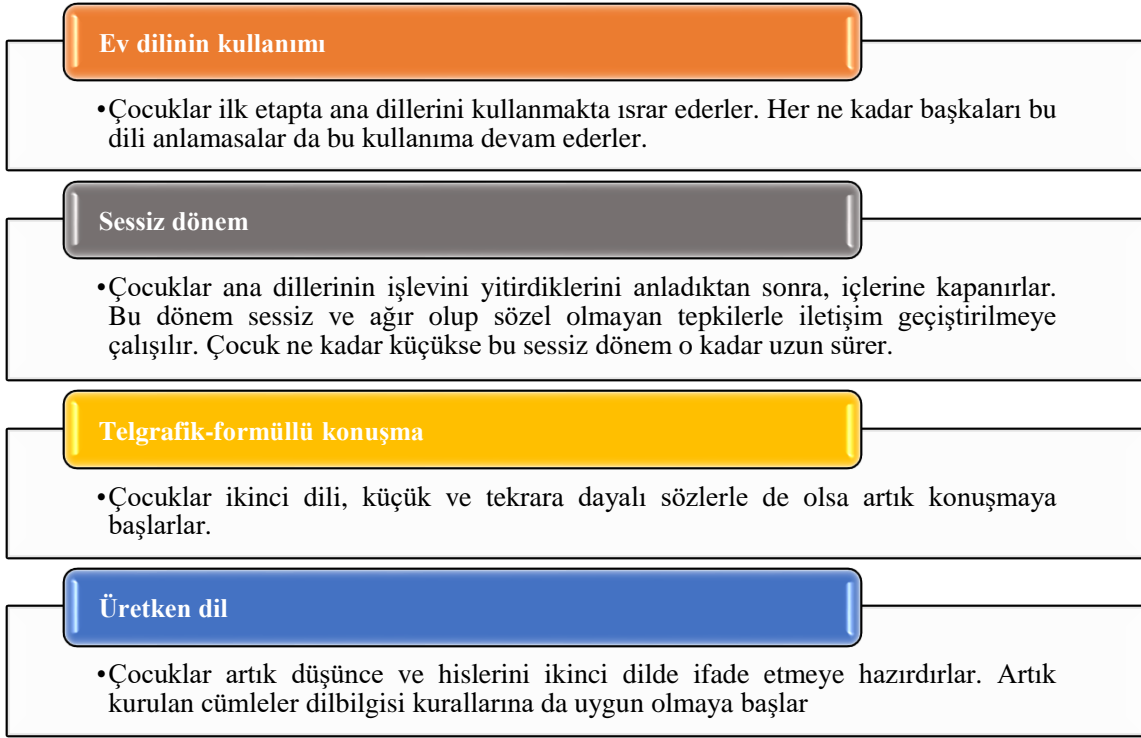 Ev dilinin kullanımı
•Çocuklar ilk etapta ana dillerini kullanmakta ısrar ederler. Her ne kadar başkaları bu
dili anlamasalar da bu kullanıma devam ederler.
Sessiz dönem
•Çocuklar ana dillerinin işlevini yitirdiklerini anladıktan sonra, içlerine kapanırlar.
Bu dönem sessiz ve ağır olup sözel olmayan tepkilerle iletişim geçiştirilmeye
çalışılır. Çocuk ne kadar küçükse bu sessiz dönem o kadar uzun sürer.
Telgrafik-formüllü konuşma
•Çocuklar ikinci dili, küçük ve tekrara dayalı sözlerle de olsa artık konuşmaya
başlarlar.
Üretken dil
•Çocuklar artık düşünce ve hislerini ikinci dilde ifade etmeye hazırdırlar. Artık
kurulan cümleler dilbilgisi kurallarına da uygun olmaya başlar